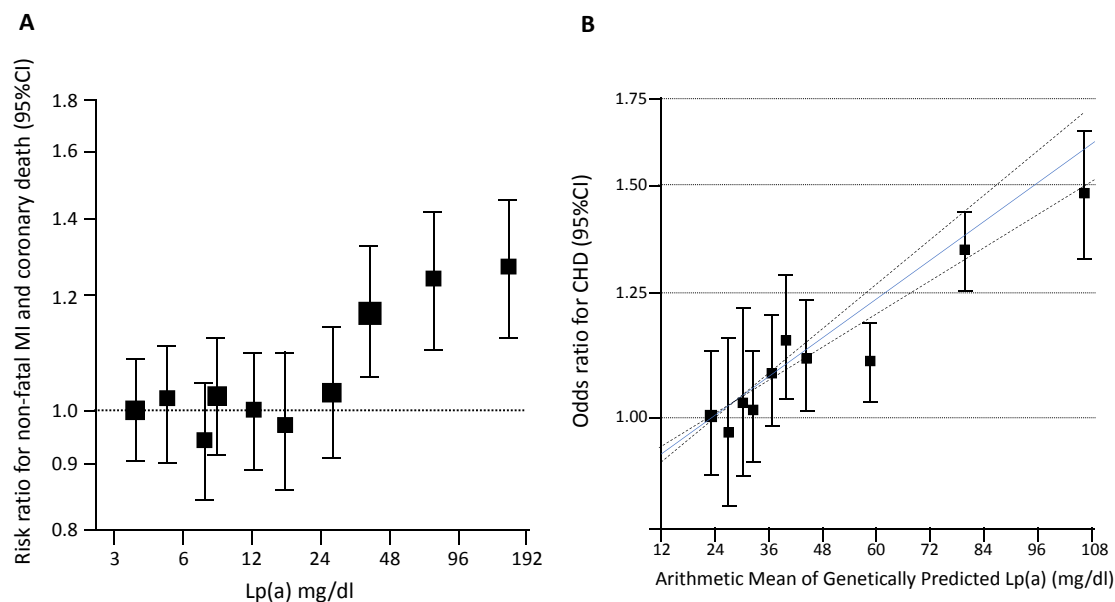 A
Risk ratio for non-fatal MI and coronary death (95%CI)
1.8
1.6
1.4
1.2
1.0
0.9
0.8
3 6 12 24 48 96 192
Lp(a) mg/dl
B
Odds ratio for CHD (95%CI)
1.75
1.50
1.25
1.00
12 24 36 48 60 72 84 96 108
Arithmetic Mean of Genetically Predicted Lp(a) (mg/dl)